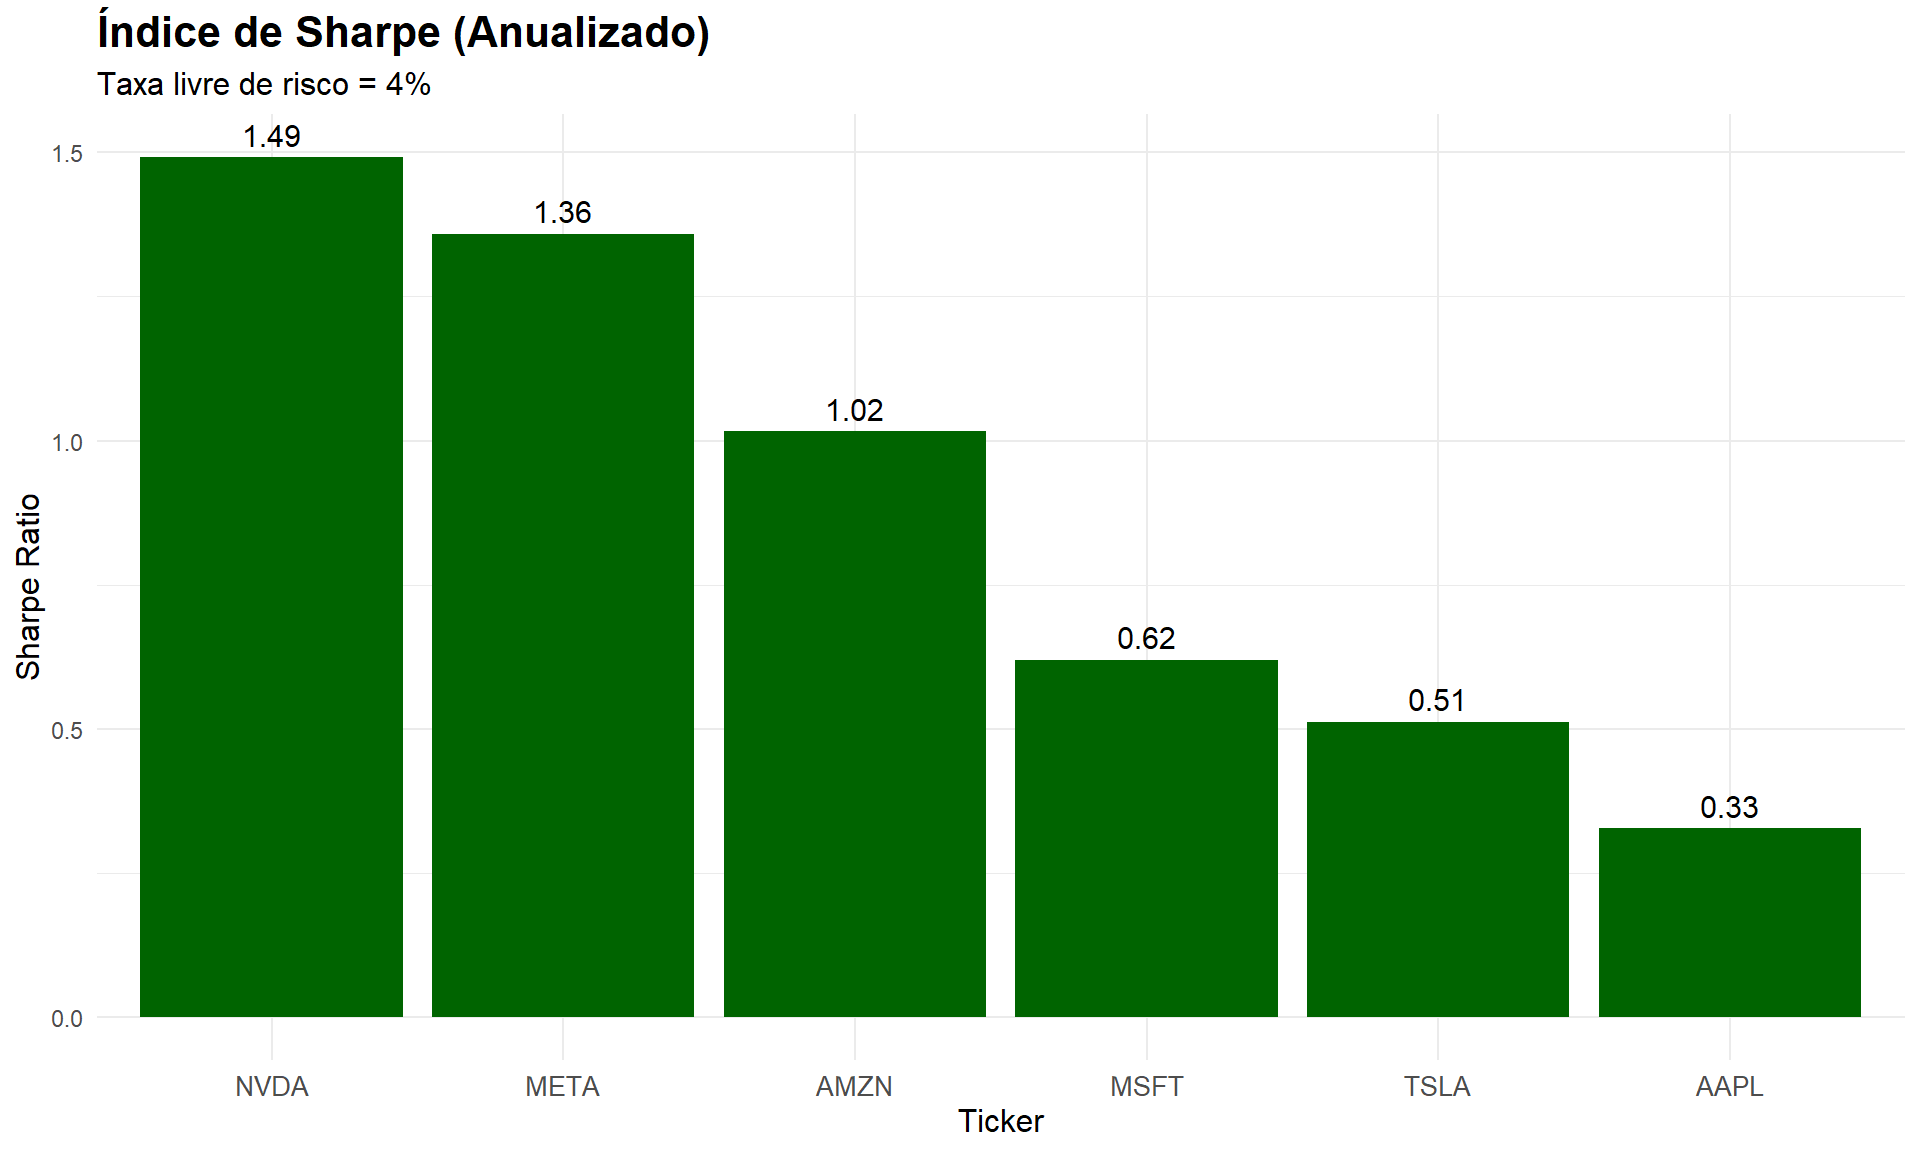 Índice de Sharpe (Anualizado)
Taxa livre de risco = 4%
1.49
1.36
1.02
0.62
0.51
0.33
1.5
1.0
0.5
0.0
Sharpe Ratio
NVDA
META
AMZN
MSFT
TSLA
AAPL
Ticker